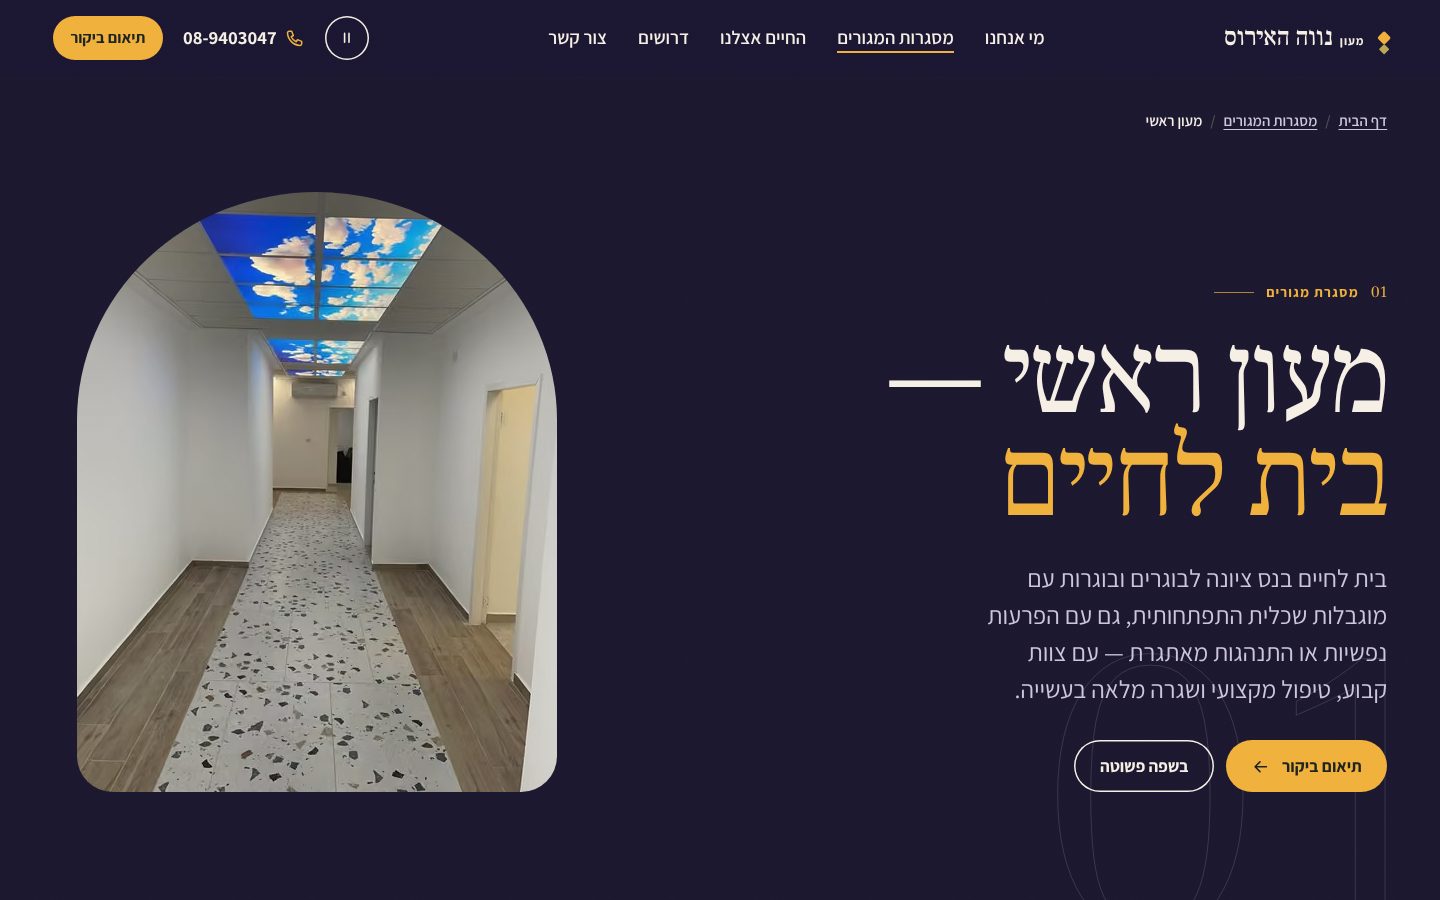 מעון נווה האירוס
מי אנחנו
מסגרות המגורים
החיים אצלנו
דרושים
צור קשר
08-9403047
תיאום ביקור
דף הבית / מסגרות המגורים / מעון ראשי
01 מסגרת מגורים
מעון ראשי —
בית לחיים
בית לחיים בנס ציונה לבוגרים ובוגרות עם
מוגבלות שכלית התפתחותית, גם עם הפרעות
נפשיות או התנהגות מאתגרת — עם צוות
קבוע, טיפול מקצועי ושגרה מלאה בעשייה.
תיאום ביקור ←
בשפה פשוטה
01